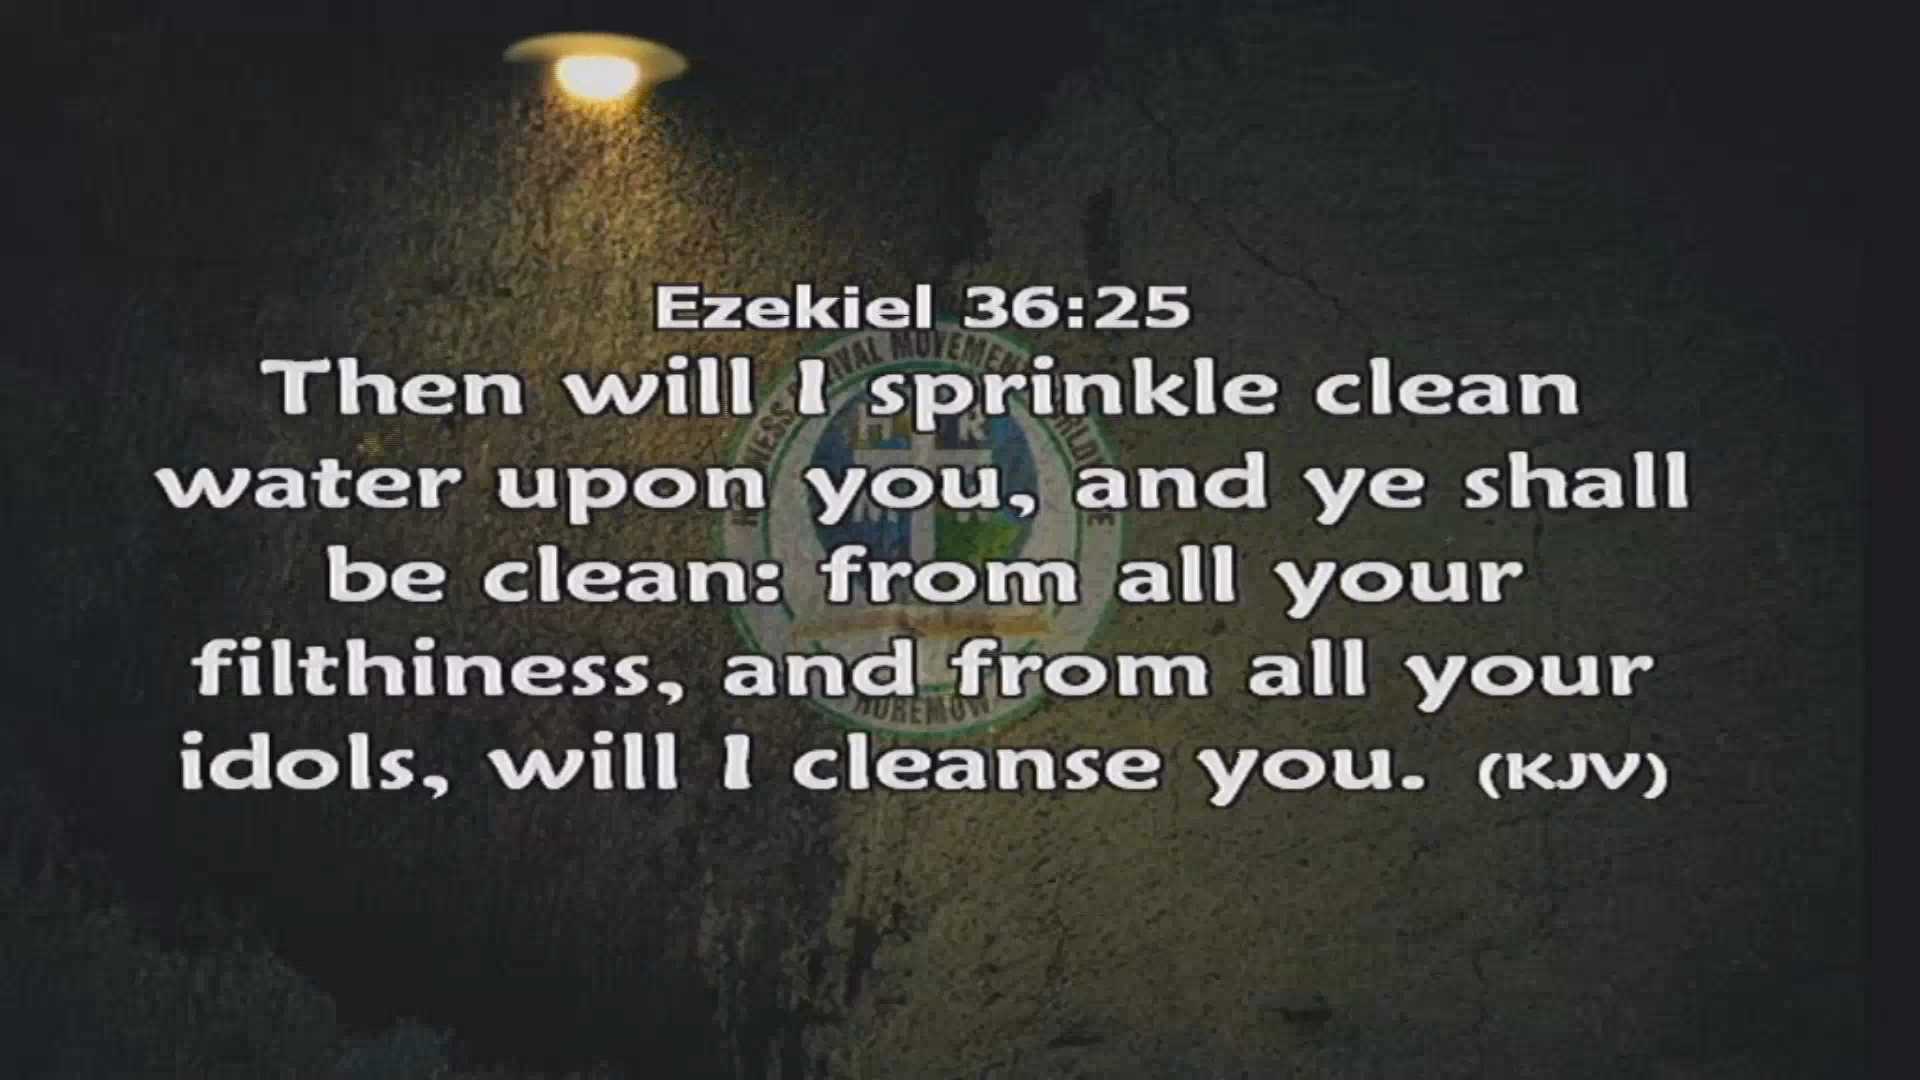 Ezekiel 36:25
Then will I sprinkle clean
water upon you, and ye shall
be clean: from all your
filthiness, and from all your
idols, will I cleanse you. (KJV)